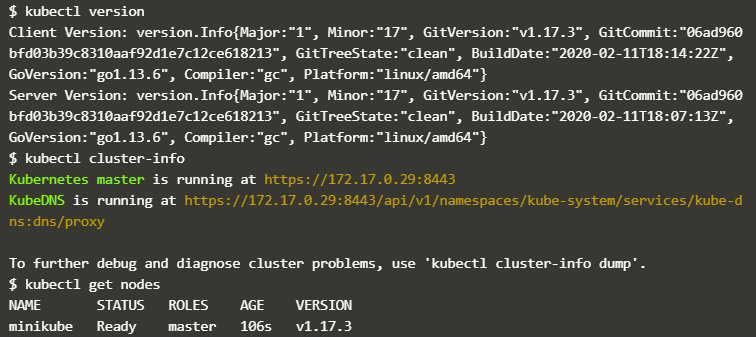 $ kubectl version
Client Version: version.Info{Major:"1", Minor:"17", GitVersion:"v1.17.3", GitCommit:"06ad960
bfd03b39c8310aaf92d1e7c12ce618213", GitTreeState:"clean", BuildDate:"2020-02-11T18:14:22Z",
GoVersion:"go1.13.6", Compiler:"gc", Platform:"linux/amd64"}
Server Version: version.Info{Major:"1", Minor:"17", GitVersion:"v1.17.3", GitCommit:"06ad960
bfd03b39c8310aaf92d1e7c12ce618213", GitTreeState:"clean", BuildDate:"2020-02-11T18:07:13Z",
GoVersion:"go1.13.6", Compiler:"gc", Platform:"linux/amd64"}
$ kubectl cluster-info
Kubernetes master is running at https://172.17.0.29:8443
KubeDNS is running at https://172.17.0.29:8443/api/v1/namespaces/kube-system/services/kube-d
ns:dns/proxy

To further debug and diagnose cluster problems, use 'kubectl cluster-info dump'.
$ kubectl get nodes
NAME       STATUS   ROLES    AGE    VERSION
minikube   Ready    master   106s   v1.17.3